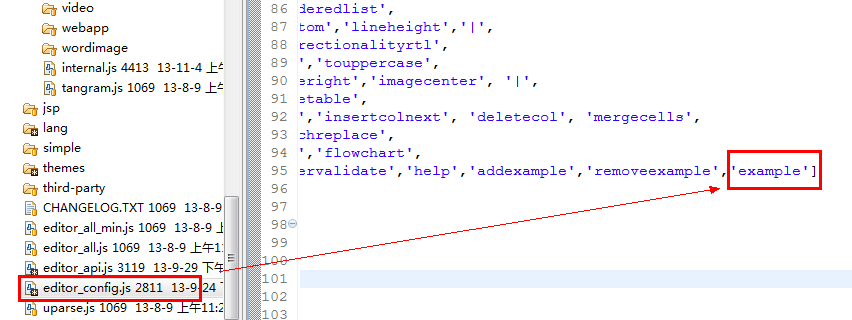 video
webapp
wordimage
internal.js 4413 13-11-4 上午
tangram.js 1069 13-8-9 上午
jsp
lang
simple
themes
third-party
CHANGELOG.TXT 1069 13-8-9
editor_all_min.js 1069 13-8-9
editor_all.js 1069 13-8-9 上午11
editor_api.js 3119 13-9-29 下午
editor_config.js 2811 13-9-24 下
uparse.js 1069 13-8-9 上午11:2
86 deredlist',
87 tom','lineheight','|',
88 rectionalityrtl',
89 ','touppercase',
90 eright','imagecenter', '|',
91 etable',
92 ','insertcolnext', 'deletecol', 'mergecells',
93 chreplace',
94 ','flowchart',
95 ervalidate','help','addexample','removeexample','example']
96
97
98
99
100
101
102
103